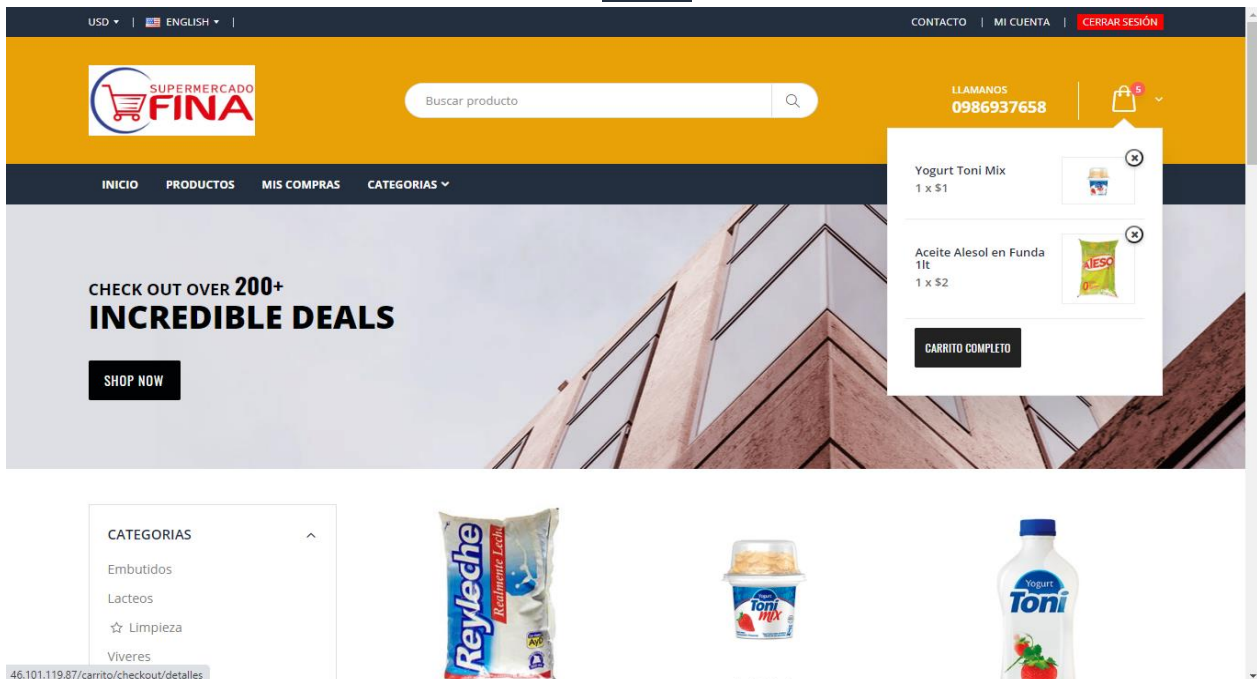 USD | ENGLISH |
CONTACTO | MI CUENTA | CERRAR SESIÓN
SUPERMERCADO
FINA
Buscar producto
LLAMANOS
0986937658
5
INICIO PRODUCTOS MIS COMPRAS CATEGORIAS
Yogurt Toni Mix
1 x $1
Aceite Alesol en Funda
1lt
1 x $2
ALESO
CARRITO COMPLETO
CHECK OUT OVER 200+
INCREDIBLE DEALS
SHOP NOW
CATEGORIAS
Embutidos
Lacteos
Limpieza
Viveres
Reyleche
Realmente Leche
Yogurt
Toni
mix
Yogurt
Toni
46.101.119.87/carrito/checkout/detalles